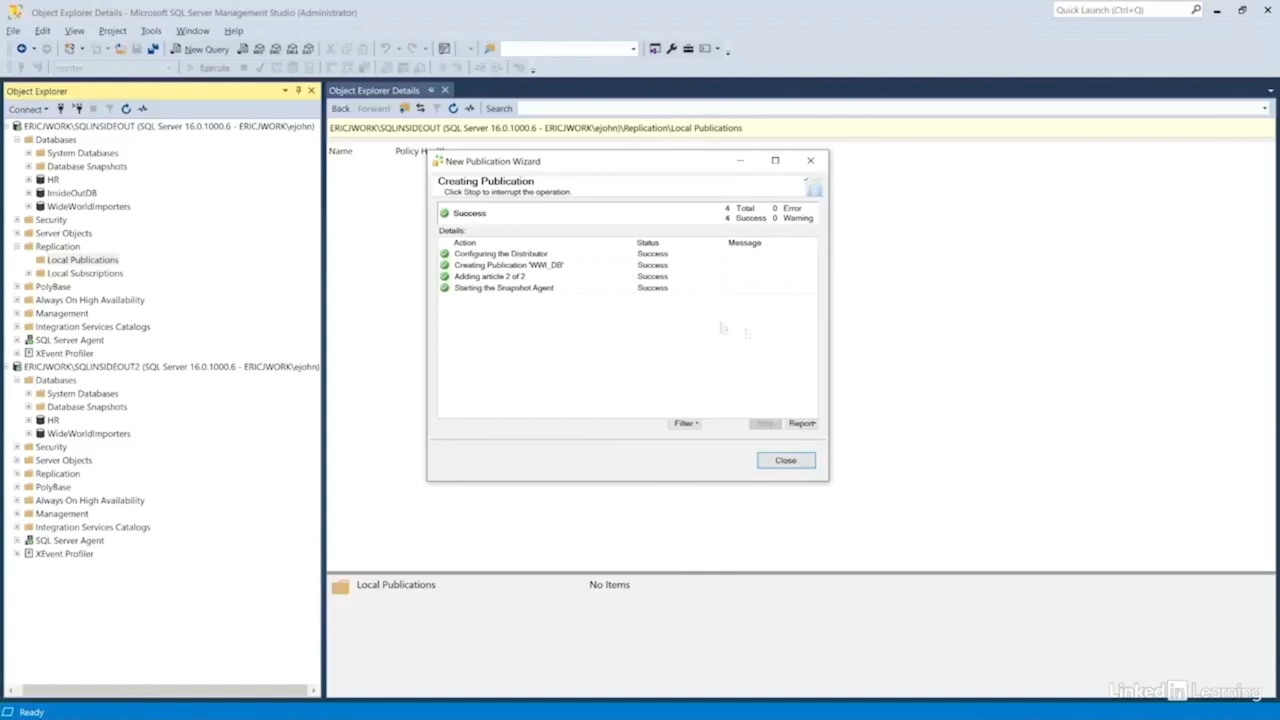 Object Explorer Details - Microsoft SQL Server Management Studio (Administrator)
Quick Launch (Ctrl+Q)
File Edit View Project Tools Window Help
New Query
master
Execute
Object Explorer
Connect
ERICJWORK\SQLINSIDEOUT (SQL Server 16.0.1000.6 - ERICJWORK\ejohn)
Databases
System Databases
Database Snapshots
HR
InsideOutDB
WideWorldImporters
Security
Server Objects
Replication
Local Publications
Local Subscriptions
PolyBase
Always On High Availability
Management
Integration Services Catalogs
SQL Server Agent
XEvent Profiler
ERICJWORK\SQLINSIDEOUT2 (SQL Server 16.0.1000.6 - ERICJWORK\ejohn)
Databases
System Databases
Database Snapshots
HR
WideWorldImporters
Security
Server Objects
Replication
PolyBase
Always On High Availability
Management
Integration Services Catalogs
SQL Server Agent
XEvent Profiler
Object Explorer Details
Back Forward Search
ERICJWORK\SQLINSIDEOUT (SQL Server 16.0.1000.6 - ERICJWORK\ejohn)\Replication\Local Publications
Name Policy
New Publication Wizard
Creating Publication
Click Stop to interrupt the operation.
Success
4 Total 0 Error
4 Success 0 Warning
Details:
Action Status Message
Configuring the Distributor Success
Creating Publication 'WWI_DB' Success
Adding article 2 of 2 Success
Starting the Snapshot Agent Success
Filter Stop Report
Close
Local Publications No Items
Linked in Learning
Ready